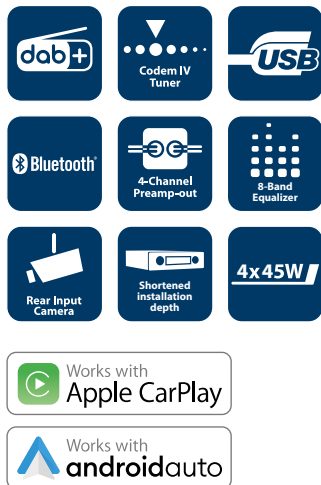 dab+
Codem IV
Tuner
USB
Bluetooth®
4-Channel
Preamp-out
8-Band
Equalizer
Rear Input
Camera
Shortened
installation
depth
4x45W
Works with
Apple CarPlay
Works with
androidauto